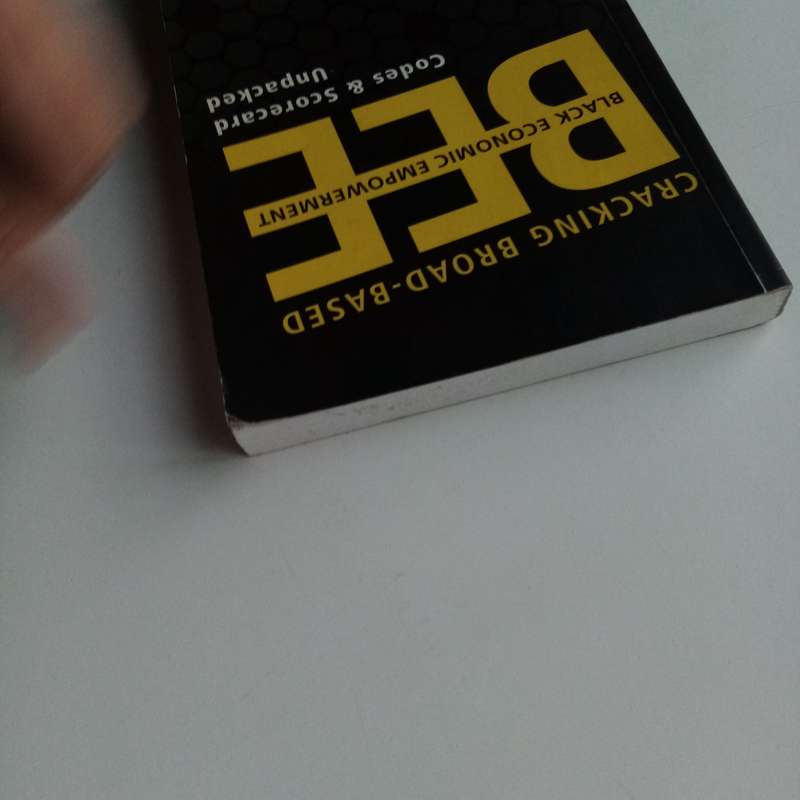 CRACKING BROAD-BASED
BEE
BLACK ECONOMIC EMPOWERMENT
Codes & Scorecard
Unpacked